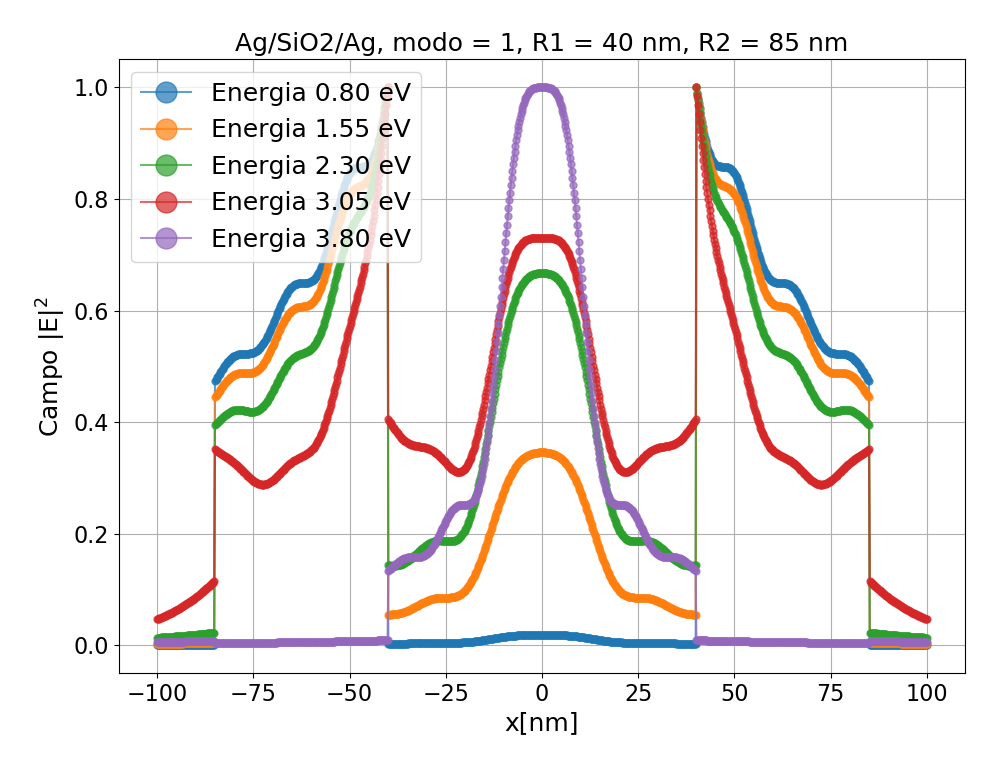 Ag/SiO2/Ag, modo = 1, R1 = 40 nm, R2 = 85 nm
Energia 0.80 eV
Energia 1.55 eV
Energia 2.30 eV
Energia 3.05 eV
Energia 3.80 eV
1.0
0.8
0.6
0.4
0.2
0.0
Campo |E|²
−100
−75
−50
−25
0
25
50
75
100
x[nm]